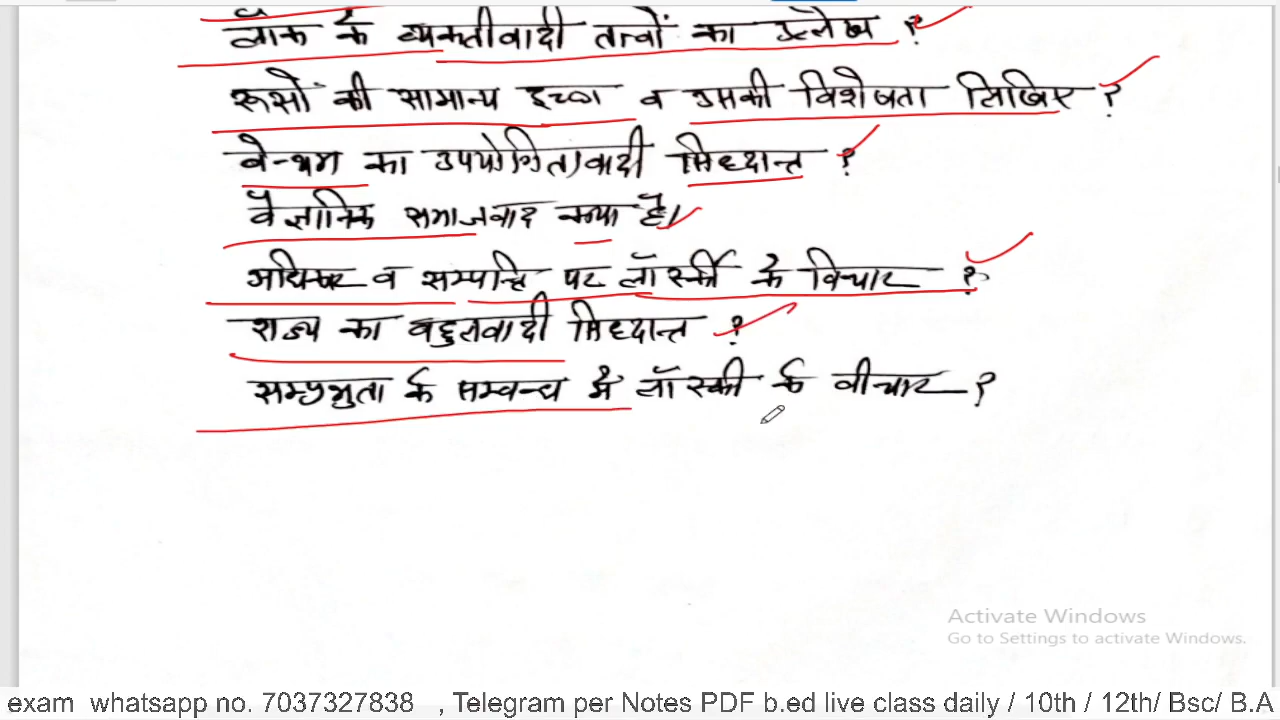 लॉक के व्यक्तीवादी तत्वों का उल्लेख ?
रूसों की सामान्य इच्छा व उसकी विशेषता लिखिए ?
बेन्थम का उपयोगितावादी सिध्दान्त ?
वैज्ञानिक समाजवाद क्या है।
अधिकार व सम्पत्ति पर लॉस्की के विचार ?
राज्य का बहुलवादी सिध्दान्त ?
सम्प्रभुता के सम्बन्ध में लॉस्की के वीचार ?
Activate Windows
Go to Settings to activate Windows.
exam whatsapp no. 7037327838 , Telegram per Notes PDF b.ed live class daily / 10th / 12th/ Bsc/ B.A